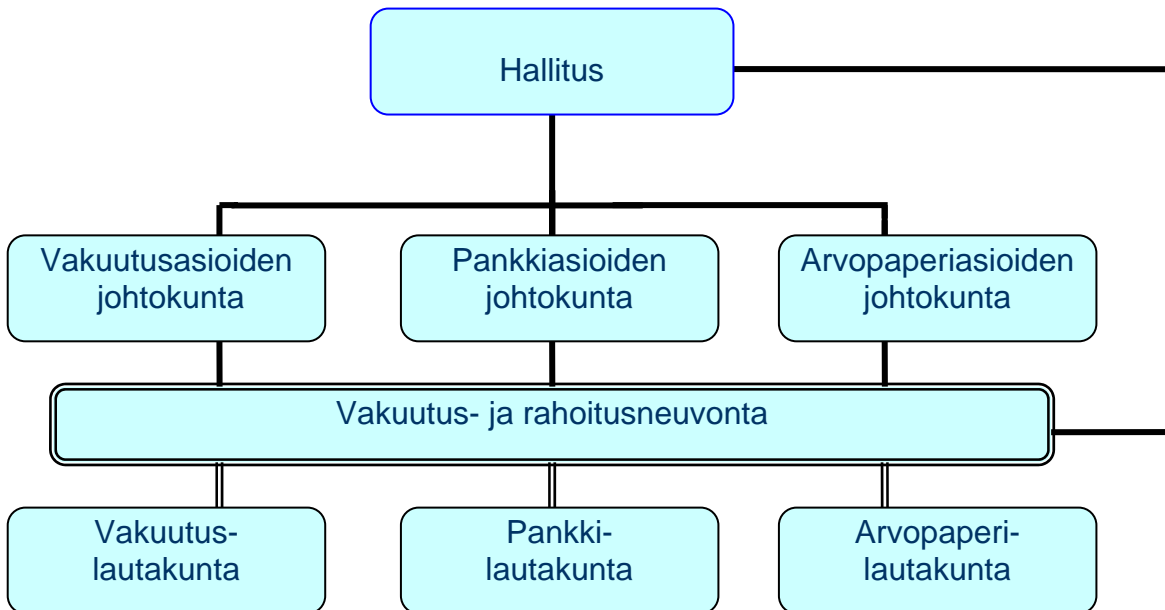 Hallitus
Vakuutusasioiden
johtokunta
Pankkiasioiden
johtokunta
Arvopaperiasioiden
johtokunta
Vakuutus- ja rahoitusneuvonta
Vakuutus-
lautakunta
Pankki-
lautakunta
Arvopaperi-
lautakunta